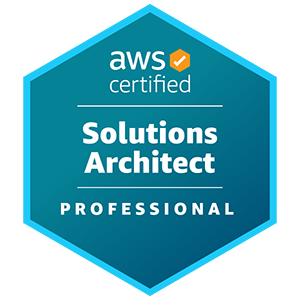 aws
certified
Solutions
Architect
PROFESSIONAL